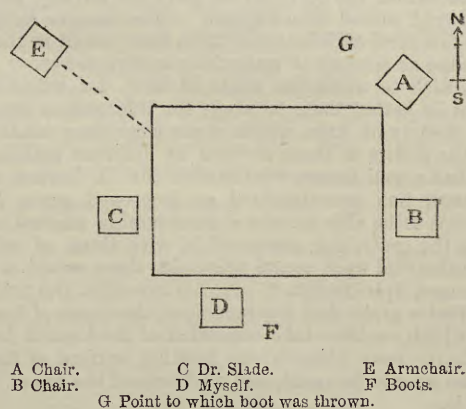 N
E
G
A
S
C
B
D
F
A Chair. C Dr. Slade. E Armchair.
B Chair. D Myself. F Boots.
G Point to which boot was thrown.